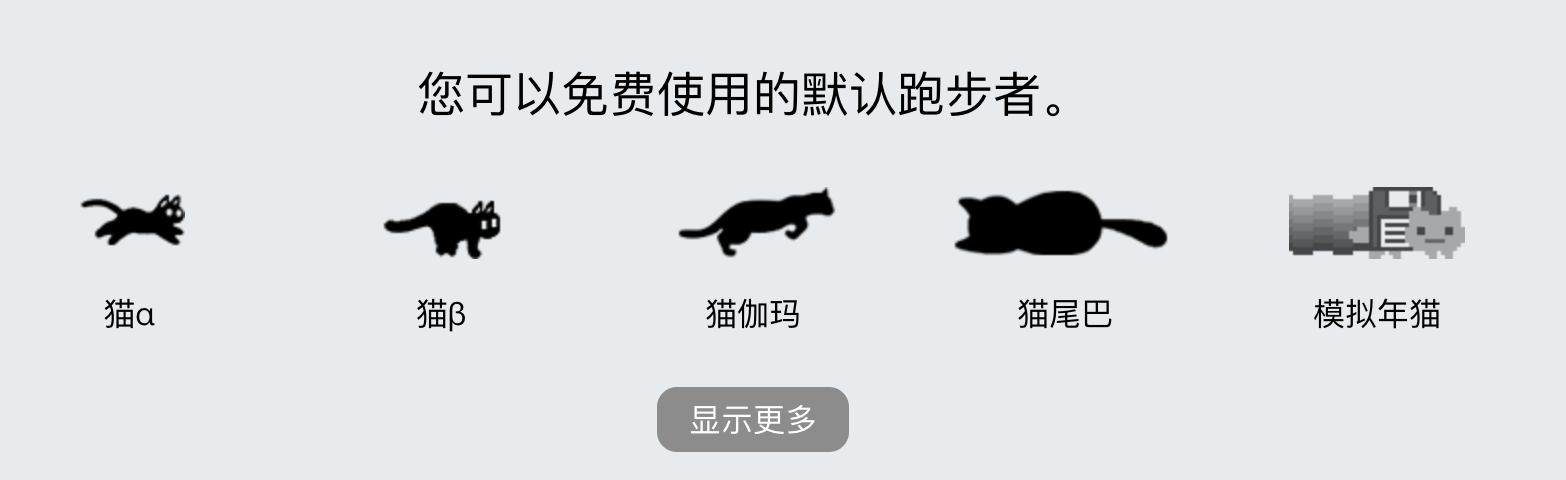 您可以免费使用的默认跑步者。
猫α
猫β
猫伽玛
猫尾巴
模拟年猫
显示更多